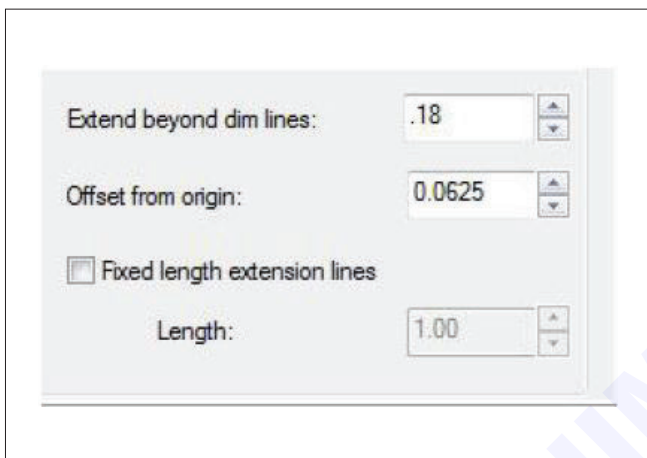 Extend beyond dim lines: .18
Offset from origin: 0.0625
Fixed length extension lines
Length: 1.00